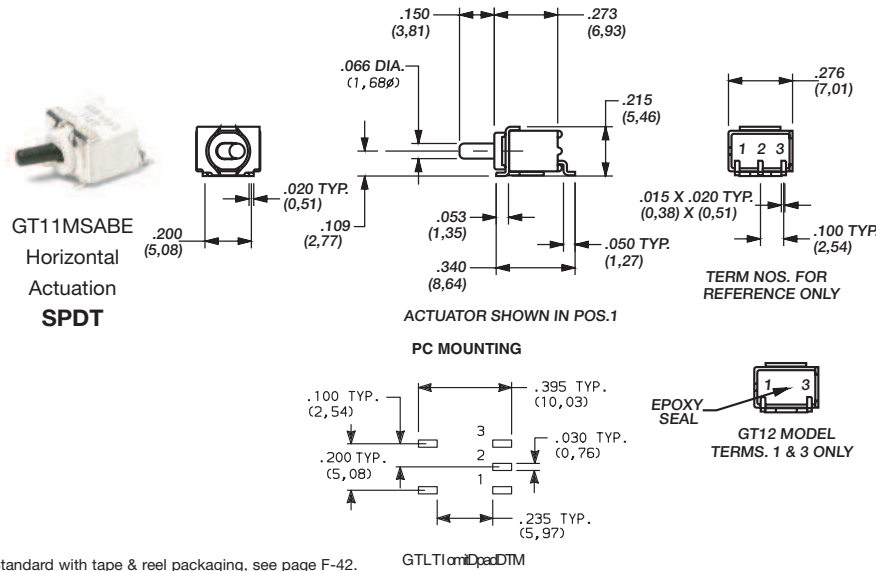 .150
(3,81)
.273
(6,93)
.066 DIA.
(1,68ø)
.215
(5,46)
.276
(7,01)
1 2 3
.020 TYP.
(0,51)
.200
(5,08)
.109
(2,77)
.053
(1,35)
.050 TYP.
(1,27)
.340
(8,64)
.015 X .020 TYP.
(0,38) X (0,51)
.100 TYP.
(2,54)
GT11MSABE
Horizontal
Actuation
SPDT
TERM NOS. FOR
REFERENCE ONLY
ACTUATOR SHOWN IN POS.1
PC MOUNTING
.100 TYP.
(2,54)
.395 TYP.
(10,03)
3
2
1
.030 TYP.
(0,76)
.200 TYP.
(5,08)
.235 TYP.
(5,97)
1 3
EPOXY
SEAL
GT12 MODEL
TERMS. 1 & 3 ONLY
tandard with tape & reel packaging, see page F-42.